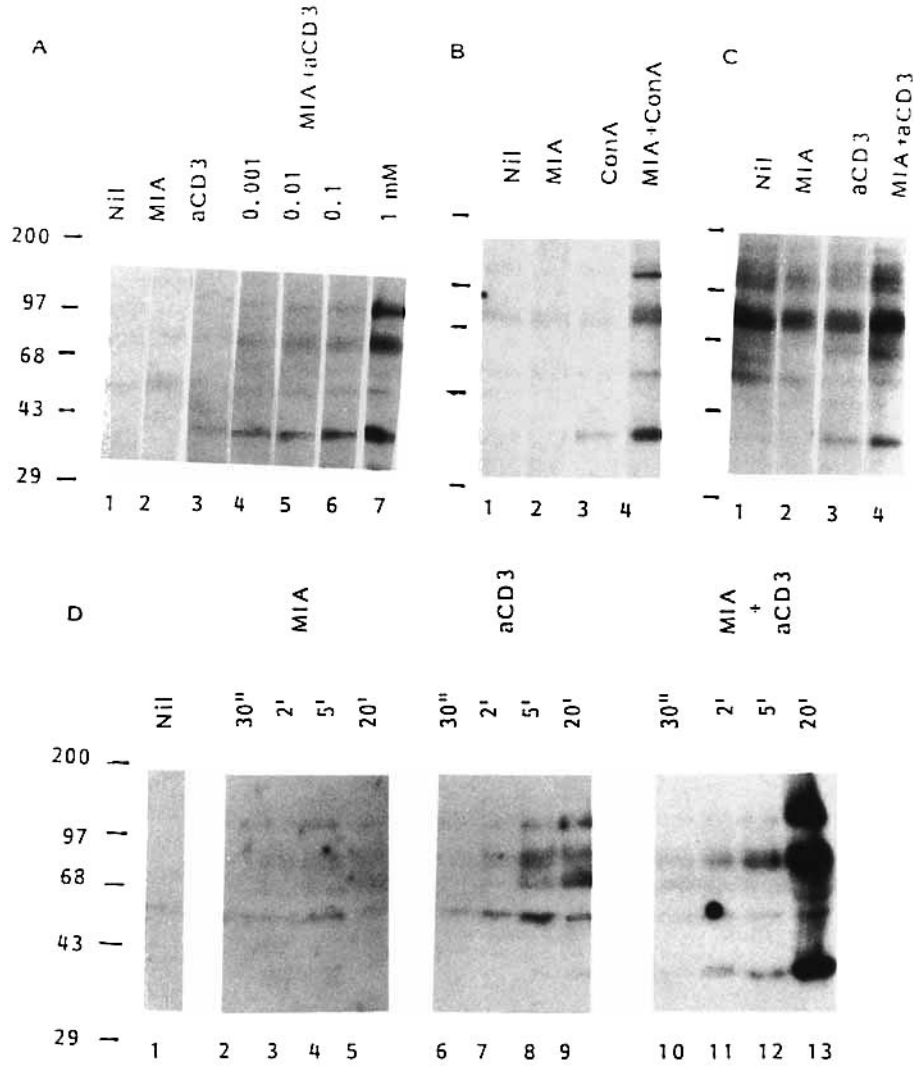 A
Nil
MIA
aCD3
MIA+aCD3
0.001
0.01
0.1
1 mM
200
97
68
43
29
1 2 3 4 5 6 7
B
Nil
MIA
ConA
MIA+ConA
1 2 3 4
C
Nil
MIA
aCD3
MIA+aCD3
1 2 3 4
D
Nil
MIA
30" 2' 5' 20'
aCD3
30" 2' 5' 20'
MIA
+
aCD3
30" 2' 5' 20'
200
97
68
43
29
1 2 3 4 5 6 7 8 9 10 11 12 13